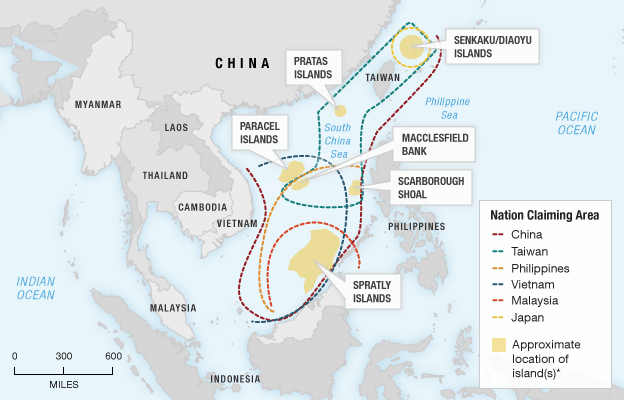 SENKAKU/DIAOYU
ISLANDS
CHINA
PRATAS
ISLANDS
TAIWAN
MYANMAR
Philippine
Sea
PACIFIC
OCEAN
LAOS
PARACEL
ISLANDS
South
China
Sea
MACCLESFIELD
BANK
THAILAND
SCARBOROUGH
SHOAL
CAMBODIA
VIETNAM
PHILIPPINES
Nation Claiming Area
China
Taiwan
Philippines
Vietnam
Malaysia
Japan
Approximate
location of
island(s)*
INDIAN
OCEAN
SPRATLY
ISLANDS
MALAYSIA
0 300 600
MILES
INDONESIA